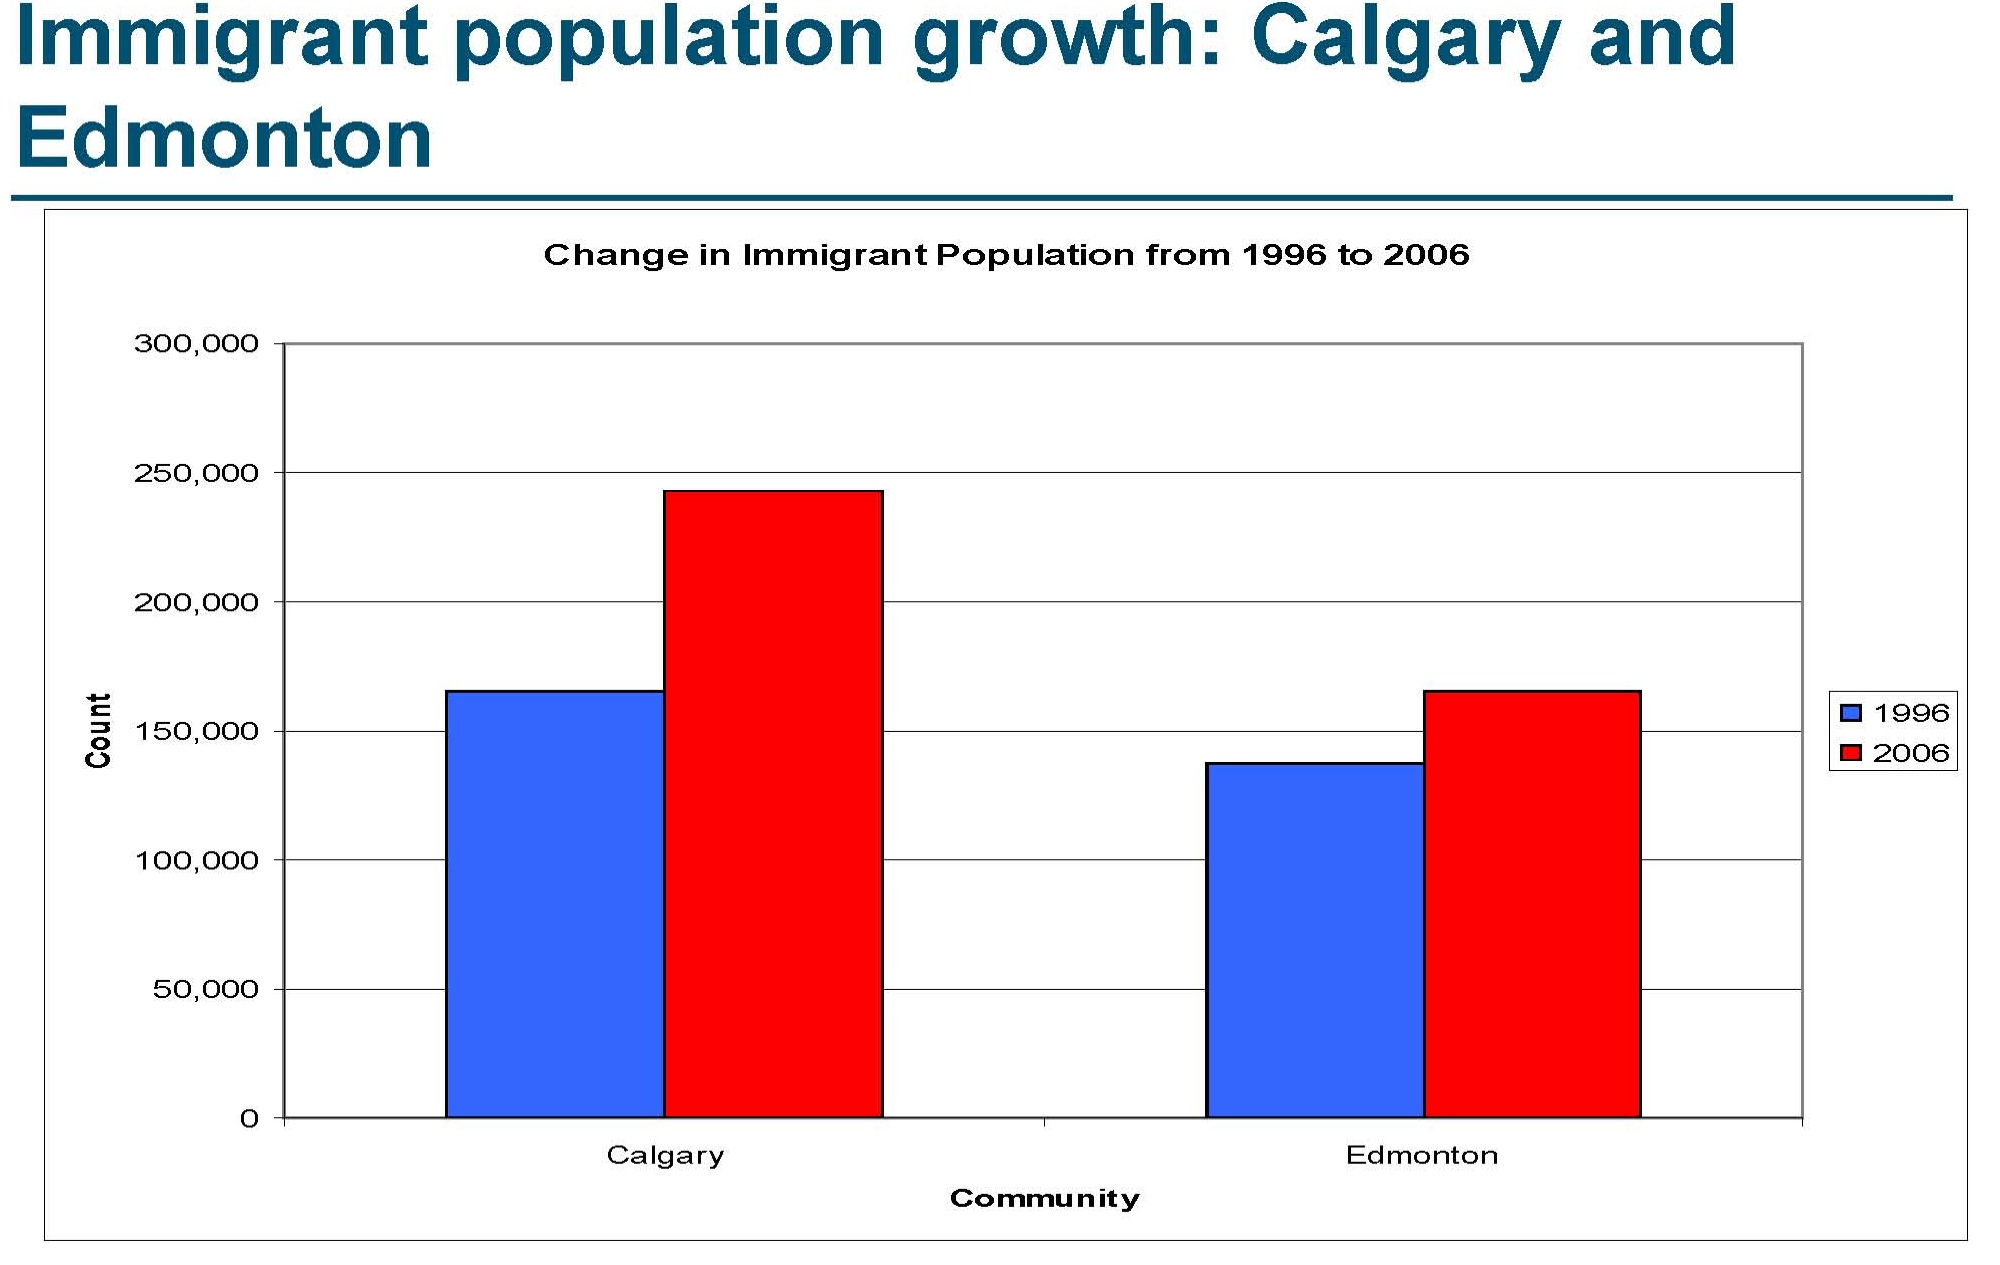 Immigrant population growth: Calgary and
Edmonton
Change in Immigrant Population from 1996 to 2006
300,000
250,000
200,000
150,000
100,000
50,000
0
Count
Calgary
Edmonton
Community
1996
2006